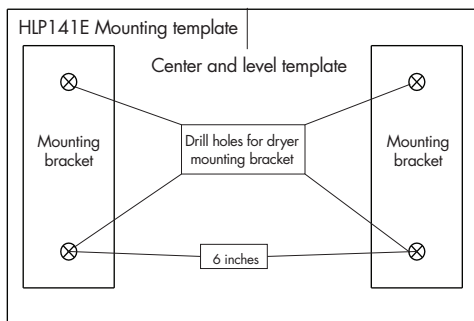 HLP141E Mounting template
Center and level template
Mounting
bracket
Drill holes for dryer
mounting bracket
Mounting
bracket
6 inches